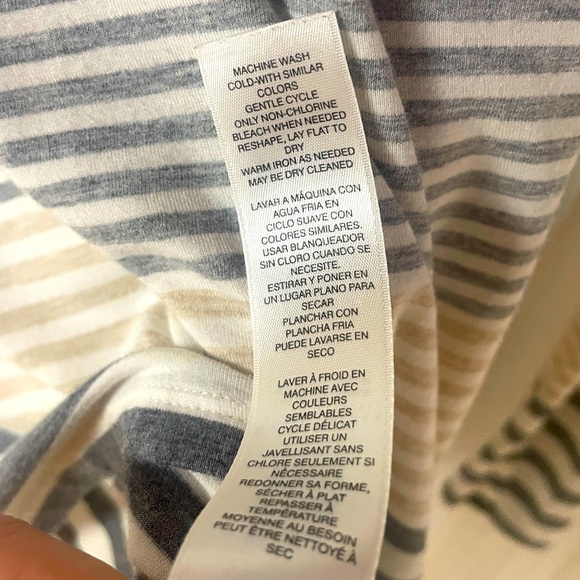 MACHINE WASH
COLD-WITH SIMILAR
COLORS
GENTLE CYCLE
ONLY NON-CHLORINE
BLEACH WHEN NEEDED
RESHAPE, LAY FLAT TO
DRY
WARM IRON AS NEEDED
MAY BE DRY CLEANED
LAVAR A MÁQUINA CON
AGUA FRIA EN
CICLO SUAVE CON
COLORES SIMILARES.
USAR BLANQUEADOR
SIN CLORO CUANDO SE
NECESITE.
ESTIRAR Y PONER EN
UN LUGAR PLANO PARA
SECAR
PLANCHAR CON
PLANCHA FRIA
PUEDE LAVARSE EN
SECO
LAVER À FROID EN
MACHINE AVEC
COULEURS
SEMBLABLES
CYCLE DÉLICAT
UTILISER UN
JAVELLISANT SANS
CHLORE SEULEMENT SI
NÉCESSAIRE
REDONNER SA FORME,
SÉCHER À PLAT
REPASSER À
TEMPÉRATURE
MOYENNE AU BESOIN
PEUT ÊTRE NETTOYÉ À
SEC